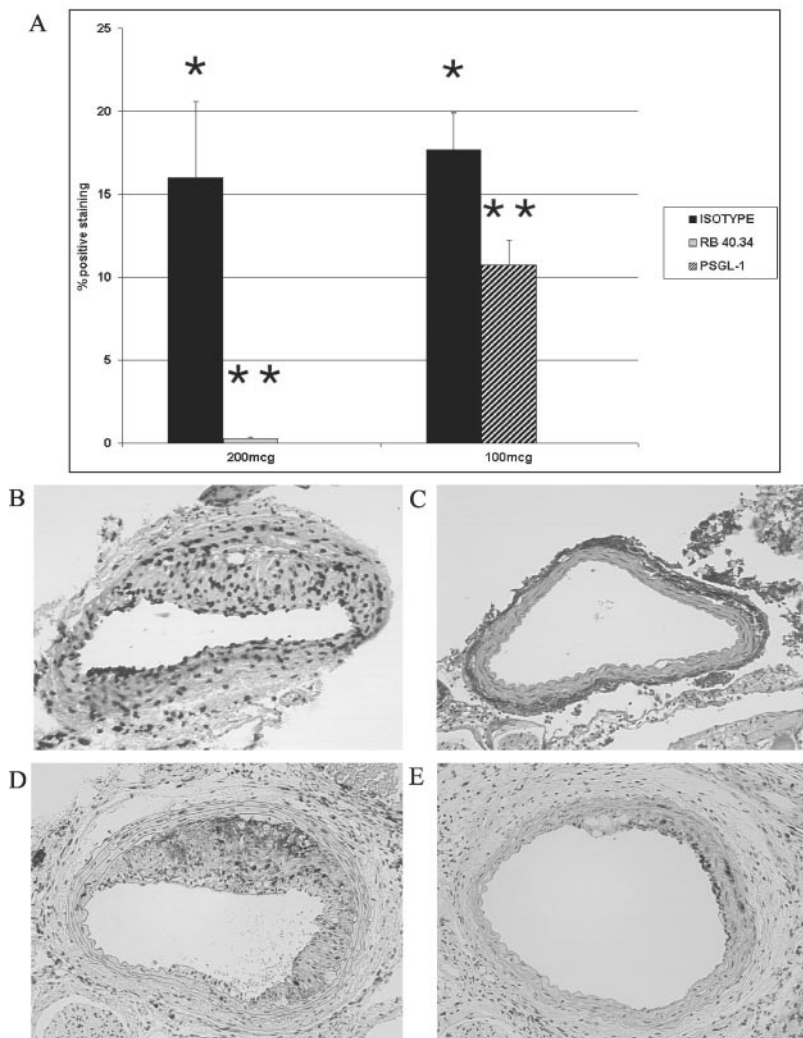 A
25
20
15
10
5
0
% positive staining
*
* *
*
* *
200mcg
100mcg
ISOTYPE
RB 40.34
PSGL-1
B
C
D
E